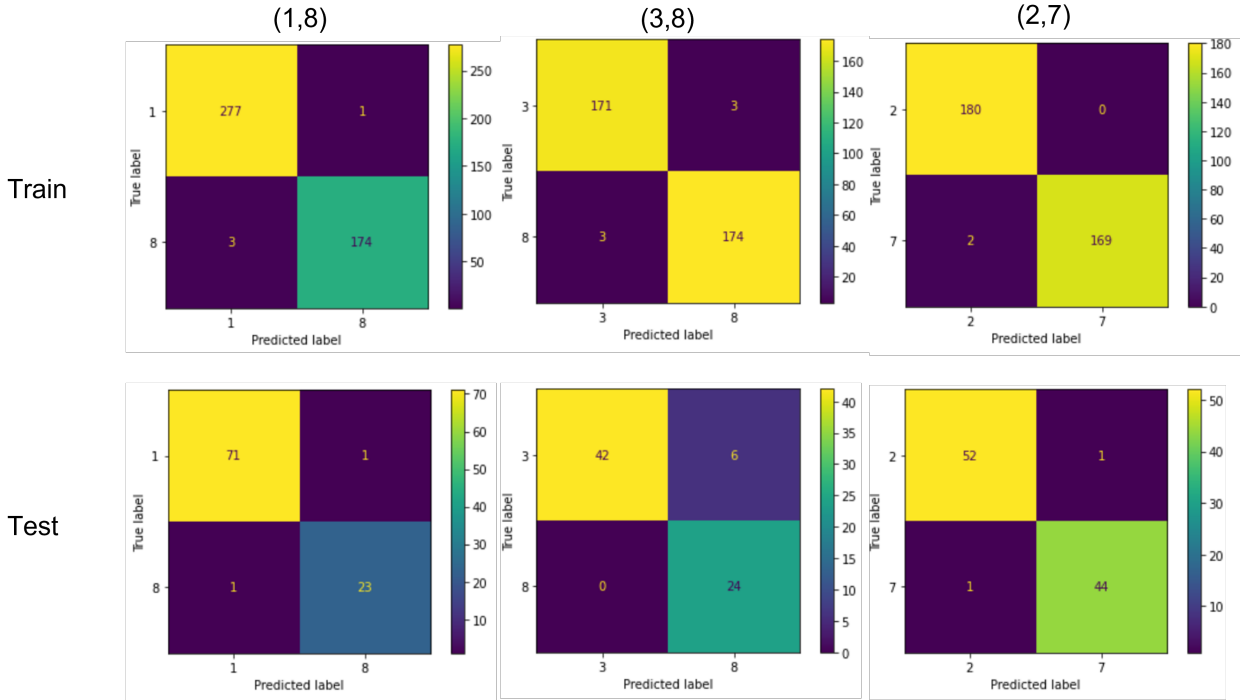 (1,8) (3,8) (2,7)
Train
True label
1 277 1
8 3 174
1 8
Predicted label
250
200
150
100
50
True label
3 171 3
8 3 174
3 8
Predicted label
160
140
120
100
80
60
40
20
True label
2 180 0
7 2 169
2 7
Predicted label
180
160
140
120
100
80
60
40
20
0
Test
True label
1 71 1
8 1 23
1 8
Predicted label
70
60
50
40
30
20
10
True label
3 42 6
8 0 24
3 8
Predicted label
40
35
30
25
20
15
10
5
0
True label
2 52 1
7 1 44
2 7
Predicted label
50
40
30
20
10